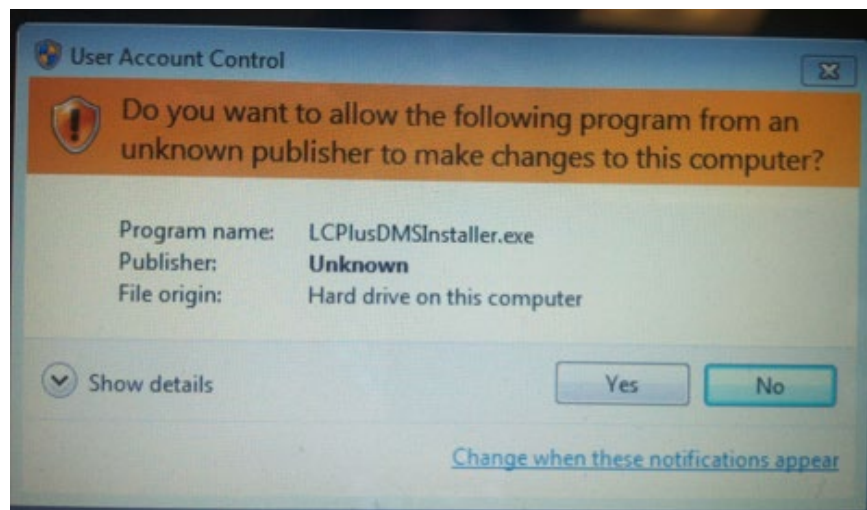 User Account Control
Do you want to allow the following program from an
unknown publisher to make changes to this computer?
Program name: LCPlusDMSInstaller.exe
Publisher: Unknown
File origin: Hard drive on this computer
Show details
Yes No
Change when these notifications appear